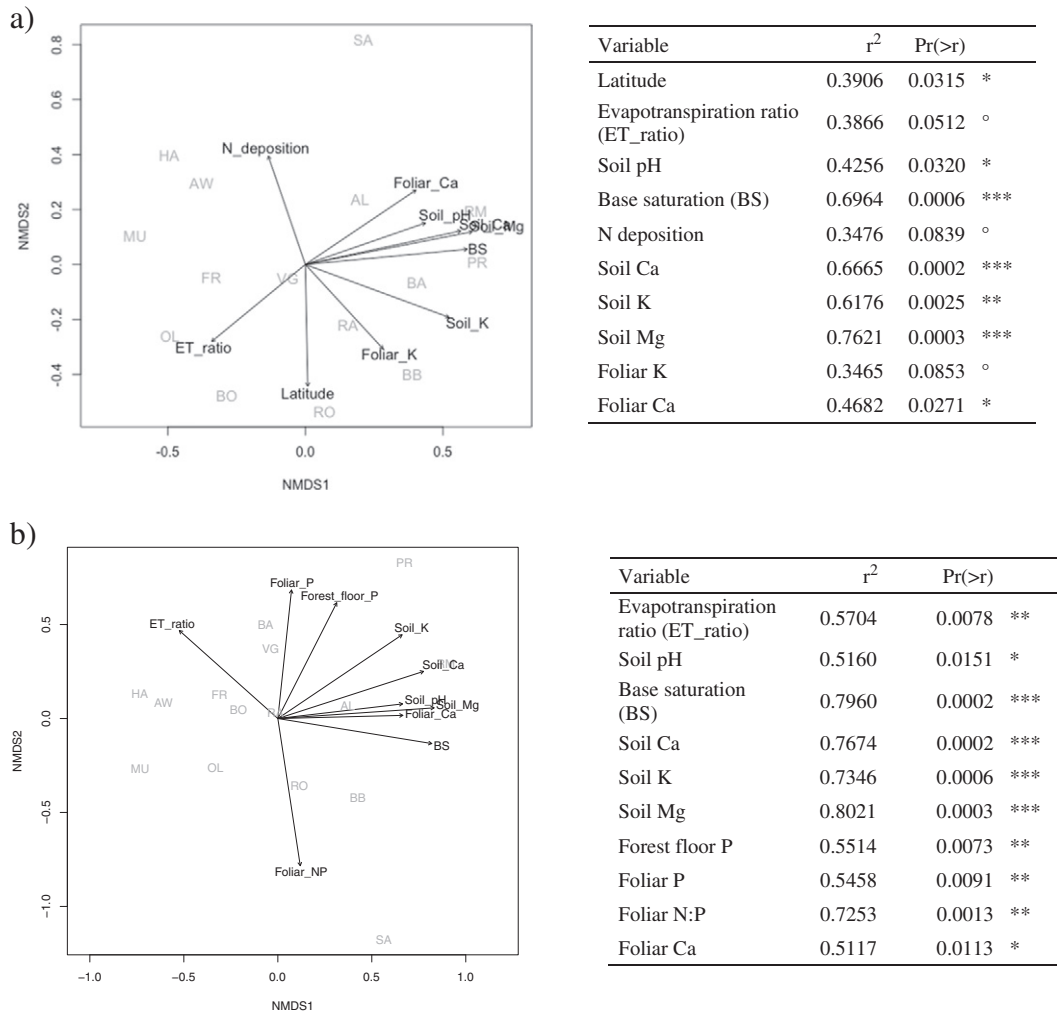 a)
0.8
0.6
0.4
0.2
0.0
-0.2
-0.4
NMDS2
SA
HA
N_deposition
AW
Foliar_Ca
AL
MU
Soil_pH
RM
Soil_Ca
Soil_Mg
BS
FR
VG
PR
BA
OL
ET_ratio
RA
Soil_K
Foliar_K
BB
BO
Latitude
RO
-0.5
0.0
0.5
NMDS1
Variable r² Pr(>r)
Latitude 0.3906 0.0315 *
Evapotranspiration ratio
(ET_ratio) 0.3866 0.0512 °
Soil pH 0.4256 0.0320 *
Base saturation (BS) 0.6964 0.0006 ***
N deposition 0.3476 0.0839 °
Soil Ca 0.6665 0.0002 ***
Soil K 0.6176 0.0025 **
Soil Mg 0.7621 0.0003 ***
Foliar K 0.3465 0.0853 °
Foliar Ca 0.4682 0.0271 *
b)
0.5
0.0
-0.5
-1.0
NMDS2
PR
Foliar_P
Forest_floor_P
ET_ratio
BA
Soil_K
VG
Soil_Ca
HA
AW
FR
BO
AL
Soil_pH
Soil_Mg
Foliar_Ca
BS
MU
OL
RO
BB
Foliar_NP
SA
-1.0
-0.5
0.0
0.5
1.0
NMDS1
Variable r² Pr(>r)
Evapotranspiration
ratio (ET_ratio) 0.5704 0.0078 **
Soil pH 0.5160 0.0151 *
Base saturation
(BS) 0.7960 0.0002 ***
Soil Ca 0.7674 0.0002 ***
Soil K 0.7346 0.0006 ***
Soil Mg 0.8021 0.0003 ***
Forest floor P 0.5514 0.0073 **
Foliar P 0.5458 0.0091 **
Foliar N:P 0.7253 0.0013 **
Foliar Ca 0.5117 0.0113 *